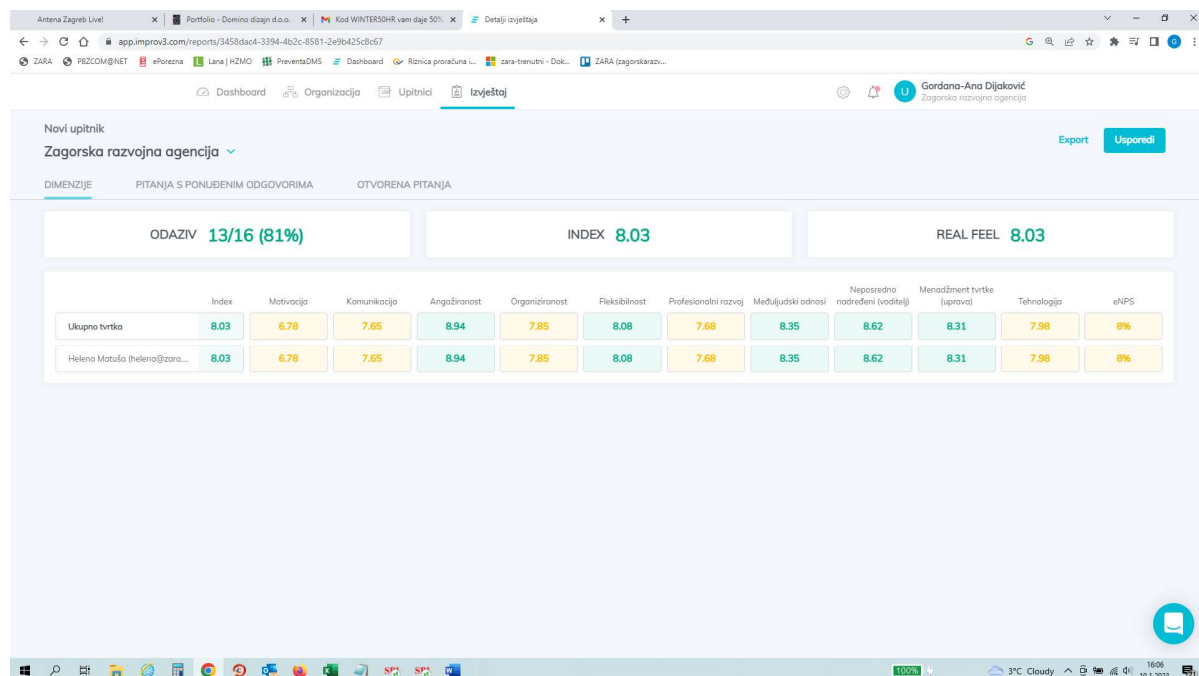 Antena Zagreb Live!
Portfolio - Domino dizajn d.o.o.
Kod WINTER50HR vam daje 50%
Detalji izvještaja
app.improv3.com/reports/3458dac4-3394-4b2c-8581-2e9b425c8c67
ZARA PBZCOM@NET ePorezna Lana | HZMO PreventaDMS Dashboard Riznica proračuna i... zara-trenutni - Dok... ZARA (zagorskarazv...
Dashboard Organizacija Upitnici Izvještaj
U Gordana-Ana Dijaković
Zagorska razvojna agencija
Novi upitnik
Zagorska razvojna agencija
Export Usporedi
DIMENZIJE PITANJA S PONUĐENIM ODGOVORIMA OTVORENA PITANJA
ODAZIV 13/16 (81%) INDEX 8.03 REAL FEEL 8.03
Index Motivacija Komunikacija Angažiranost Organiziranost Fleksibilnost Profesionalni razvoj Međuljudski odnosi Neposredno nadređeni (voditelj) Menadžment tvrtke (uprava) Tehnologija eNPS
Ukupno tvrtka 8.03 6.78 7.65 8.94 7.85 8.08 7.68 8.35 8.62 8.31 7.98 8%
Helena Matuša (helena@zara.... 8.03 6.78 7.65 8.94 7.85 8.08 7.68 8.35 8.62 8.31 7.98 8%
100% 3°C Cloudy 16:06